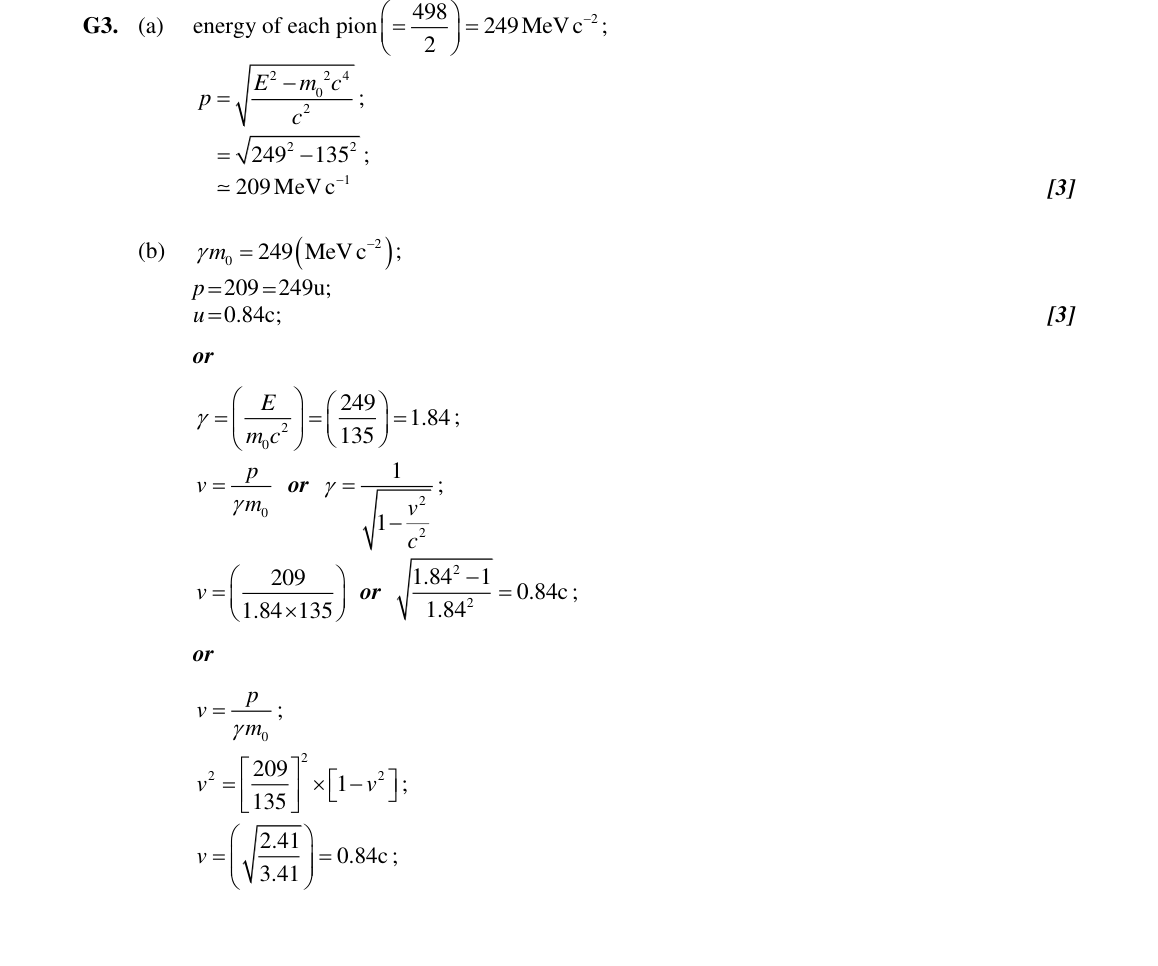 G3. (a) energy of each pion (= 498/2) = 249 MeV c⁻² ;
p = √((E² − m₀²c⁴)/c²) ;
= √(249² − 135²) ;
≃ 209 MeV c⁻¹ [3]
(b) γm₀ = 249(MeV c⁻²);
p=209=249u;
u=0.84c; [3]
or
γ = (E/(m₀c²)) = (249/135) = 1.84 ;
v = p/(γm₀) or γ = 1/√(1 − v²/c²) ;
v = (209/(1.84×135)) or √((1.84² − 1)/1.84²) = 0.84c ;
or
v = p/(γm₀) ;
v² = [209/135]² × [1 − v²];
v = (√(2.41/3.41)) = 0.84c ;